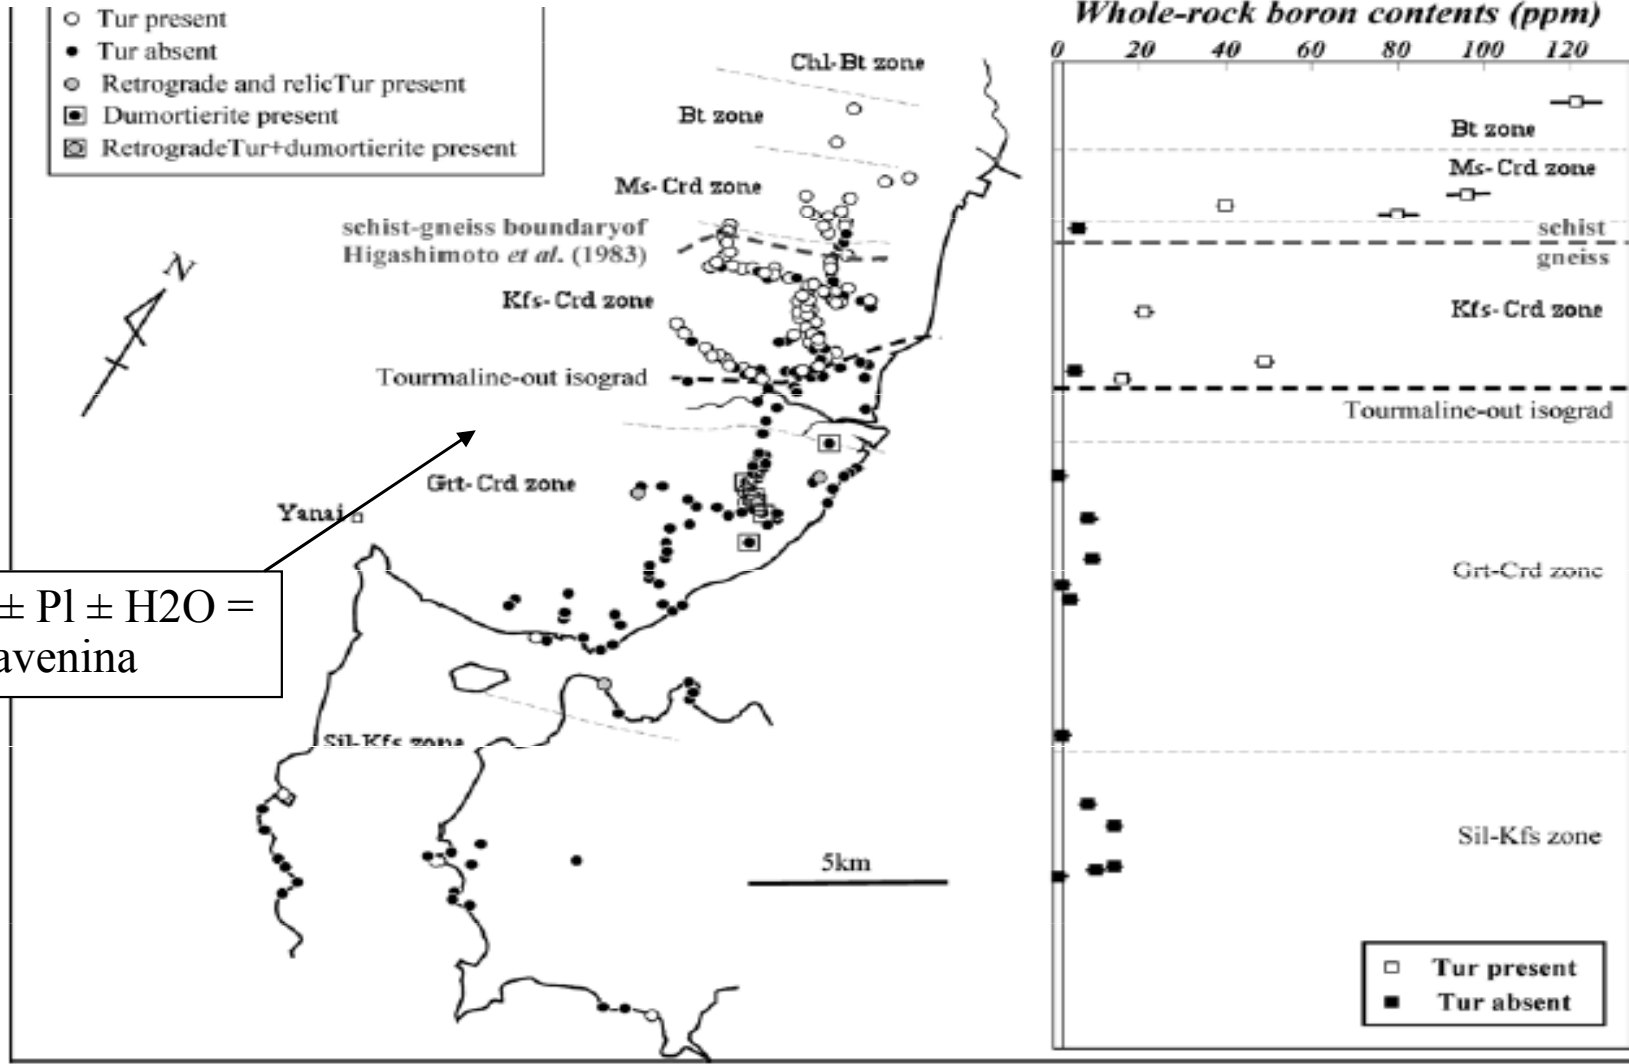 Tur present
Tur absent
Retrograde and relicTur present
Dumortierite present
RetrogradeTur+dumortierite present
Chl-Bt zone
Bt zone
Ms-Crd zone
schist-gneiss boundaryof
Higashimoto et al. (1983)
Kfs-Crd zone
Tourmaline-out isograd
N
Grt-Crd zone
Yanai
± Pl ± H2O =
avenina
Sil-Kfs zone
5km
Whole-rock boron contents (ppm)
0 20 40 60 80 100 120
Bt zone
Ms-Crd zone
schist
gneiss
Kfs-Crd zone
Tourmaline-out isograd
Grt-Crd zone
Sil-Kfs zone
Tur present
Tur absent